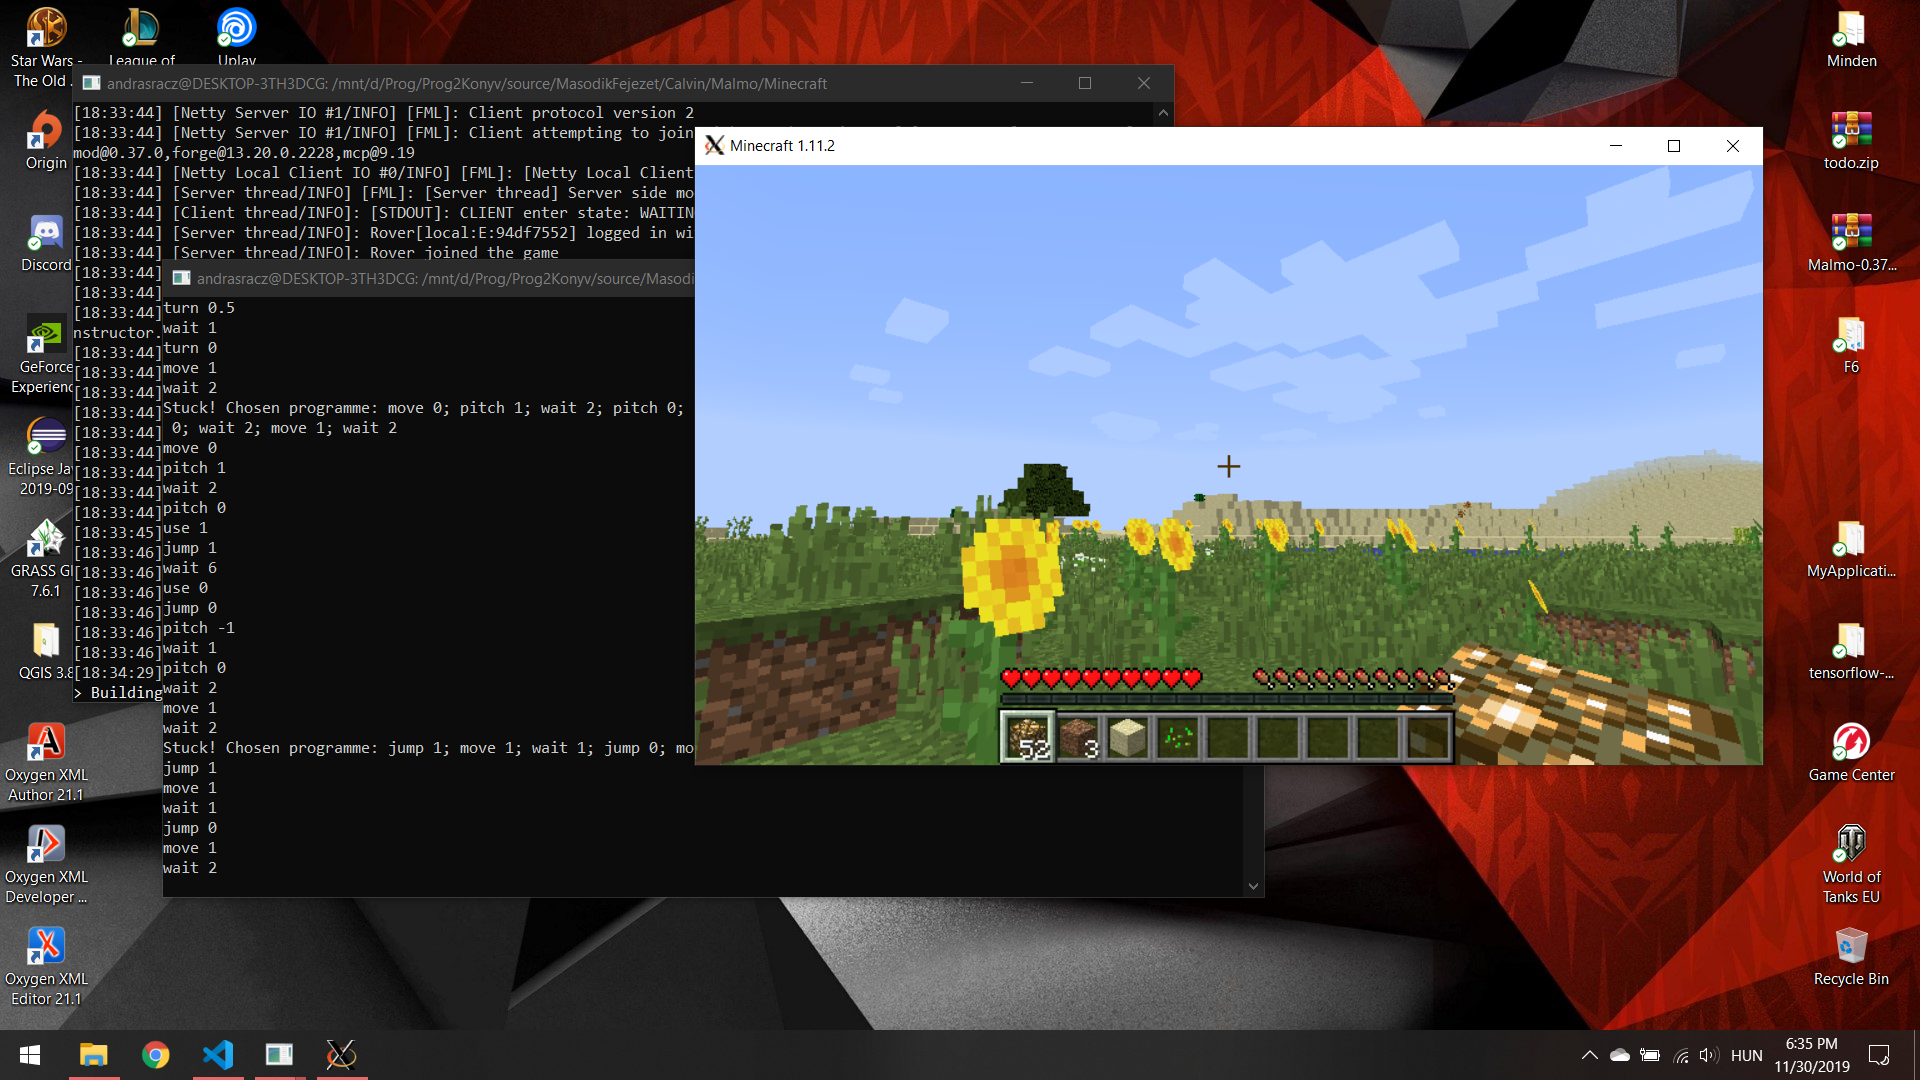 Star Wars -
The Old ...
League of
Uplay
Origin
Discord
GeForce
Experience
Eclipse Ja
2019-09
GRASS GI
7.6.1
QGIS 3.8
Oxygen XML
Author 21.1
Oxygen XML
Developer ...
Oxygen XML
Editor 21.1
andrasracz@DESKTOP-3TH3DCG: /mnt/d/Prog/Prog2Konyv/source/MasodikFejezet/Calvin/Malmo/Minecraft
[18:33:44] [Netty Server IO #1/INFO] [FML]: Client protocol version 2
[18:33:44] [Netty Server IO #1/INFO] [FML]: Client attempting to join
mod@0.37.0,forge@13.20.0.2228,mcp@9.19
[18:33:44] [Netty Local Client IO #0/INFO] [FML]: [Netty Local Client
[18:33:44] [Server thread/INFO] [FML]: [Server thread] Server side mo
[18:33:44] [Client thread/INFO]: [STDOUT]: CLIENT enter state: WAITIN
[18:33:44] [Server thread/INFO]: Rover[local:E:94df7552] logged in wi
[18:33:44] [Server thread/INFO]: Rover joined the game
[18:33:44]
[18:33:44]
[18:33:44]
nstructor.
[18:33:44]
[18:33:44]
[18:33:44]
[18:33:44]
[18:33:44]
[18:33:44]
[18:33:44]
[18:33:44]
[18:33:44]
[18:33:45]
[18:33:46]
[18:33:46]
[18:33:46]
[18:33:46]
[18:33:46]
[18:33:46]
[18:34:29]
> Building
andrasracz@DESKTOP-3TH3DCG: /mnt/d/Prog/Prog2Konyv/source/Masodi
turn 0.5
wait 1
turn 0
move 1
wait 2
Stuck! Chosen programme: move 0; pitch 1; wait 2; pitch 0;
0; wait 2; move 1; wait 2
move 0
pitch 1
wait 2
pitch 0
use 1
jump 1
wait 6
use 0
jump 0
pitch -1
wait 1
pitch 0
wait 2
move 1
wait 2
Stuck! Chosen programme: jump 1; move 1; wait 1; jump 0; mo
jump 1
move 1
wait 1
jump 0
move 1
wait 2
Minecraft 1.11.2
52
3
Minden
todo.zip
Malmo-0.37...
F6
MyApplicati...
tensorflow-...
Game Center
World of
Tanks EU
Recycle Bin
HUN
6:35 PM
11/30/2019